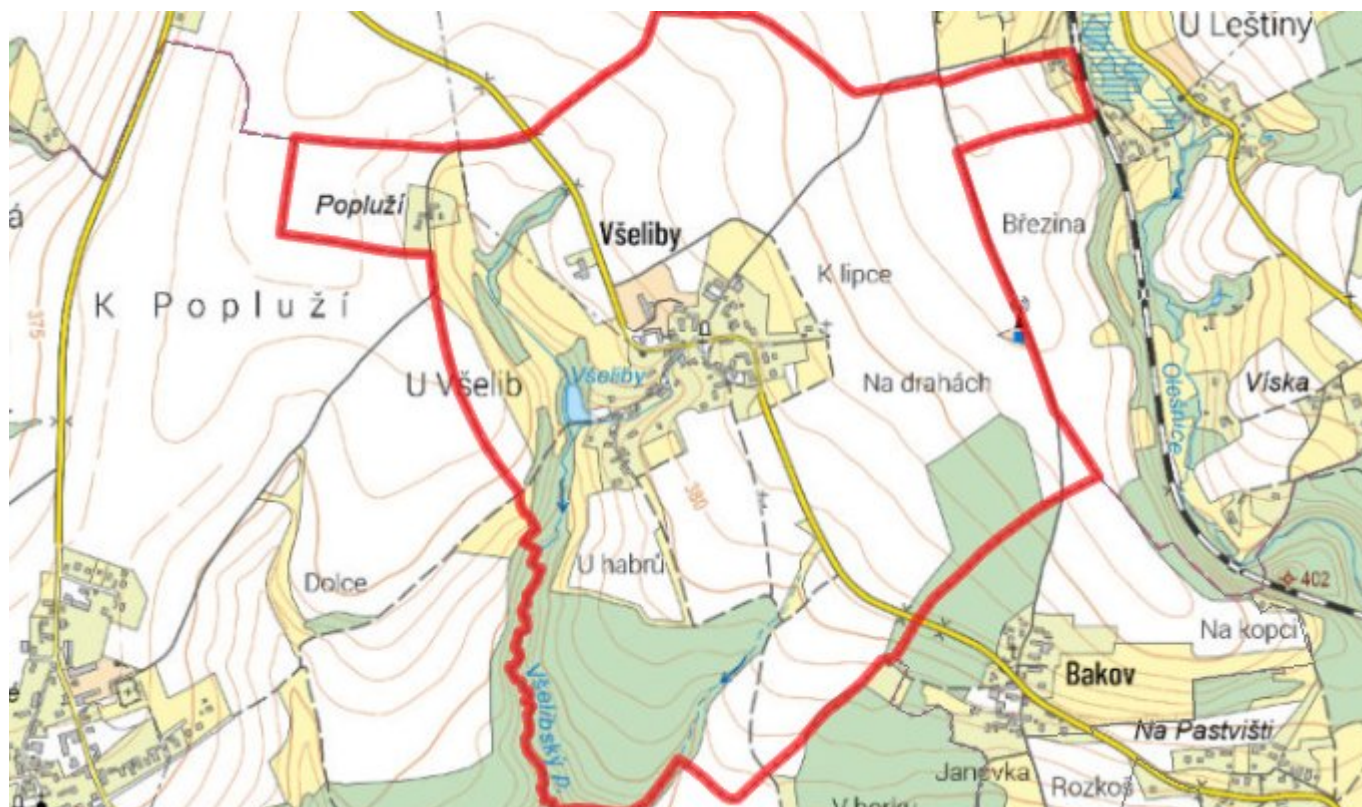 U Leštiny
Popluží
Všeliby
Březina
K lipce
K Popluží
375
U Všelib
Všeliby
Na drahách
Olešnice
Víska
380
U habrů
Dolce
402
Na kopci
Bakov
Všelibský p.
Na Pastvišti
Janovka
Rozkoš